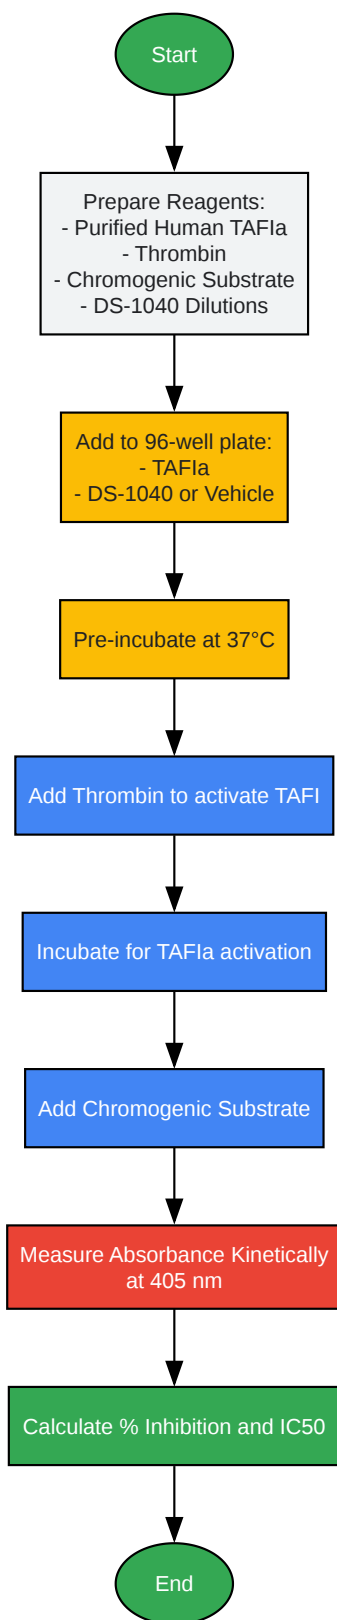 Start
Prepare Reagents:
- Purified Human TAFIa
- Thrombin
- Chromogenic Substrate
- DS-1040 Dilutions
Add to 96-well plate:
- TAFIa
- DS-1040 or Vehicle
Pre-incubate at 37°C
Add Thrombin to activate TAFI
Incubate for TAFIa activation
Add Chromogenic Substrate
Measure Absorbance Kinetically
at 405 nm
Calculate % Inhibition and IC50
End